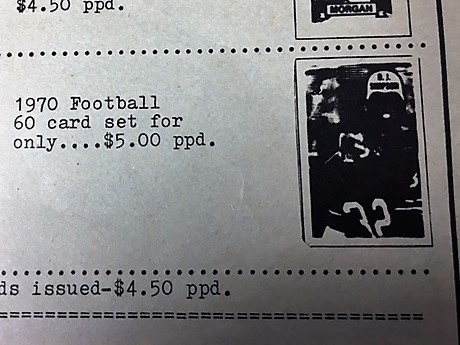 $4.50 ppd.
MORGAN
1970 Football
60 card set for
only....$5.00 ppd.
O. J.
32
ds issued-$4.50 ppd.